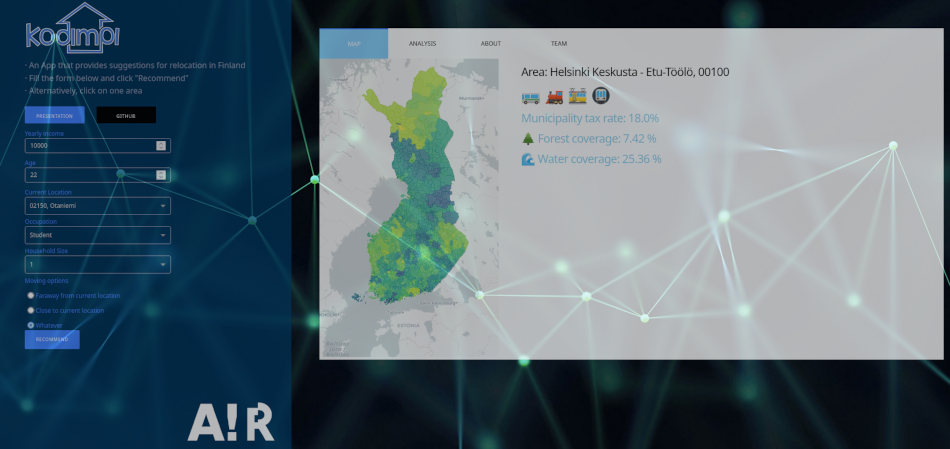 kodimpi
· An App that provides suggestions for relocation in Finland
· Fill the form below and click "Recommend"
· Alternatively, click on one area
PRESENTATION
GITHUB
Yearly income
10000
Age
22
Current Location
02150, Otaniemi
Occupation
Student
Household Size
1
Moving options
Faraway from current location
Close to current location
Whatever
RECOMMEND
A!R
MAP
ANALYSIS
ABOUT
TEAM
Area: Helsinki Keskusta - Etu-Töölö, 00100
Municipality tax rate: 18.0%
Forest coverage: 7.42 %
Water coverage: 25.36 %
ESTONIA